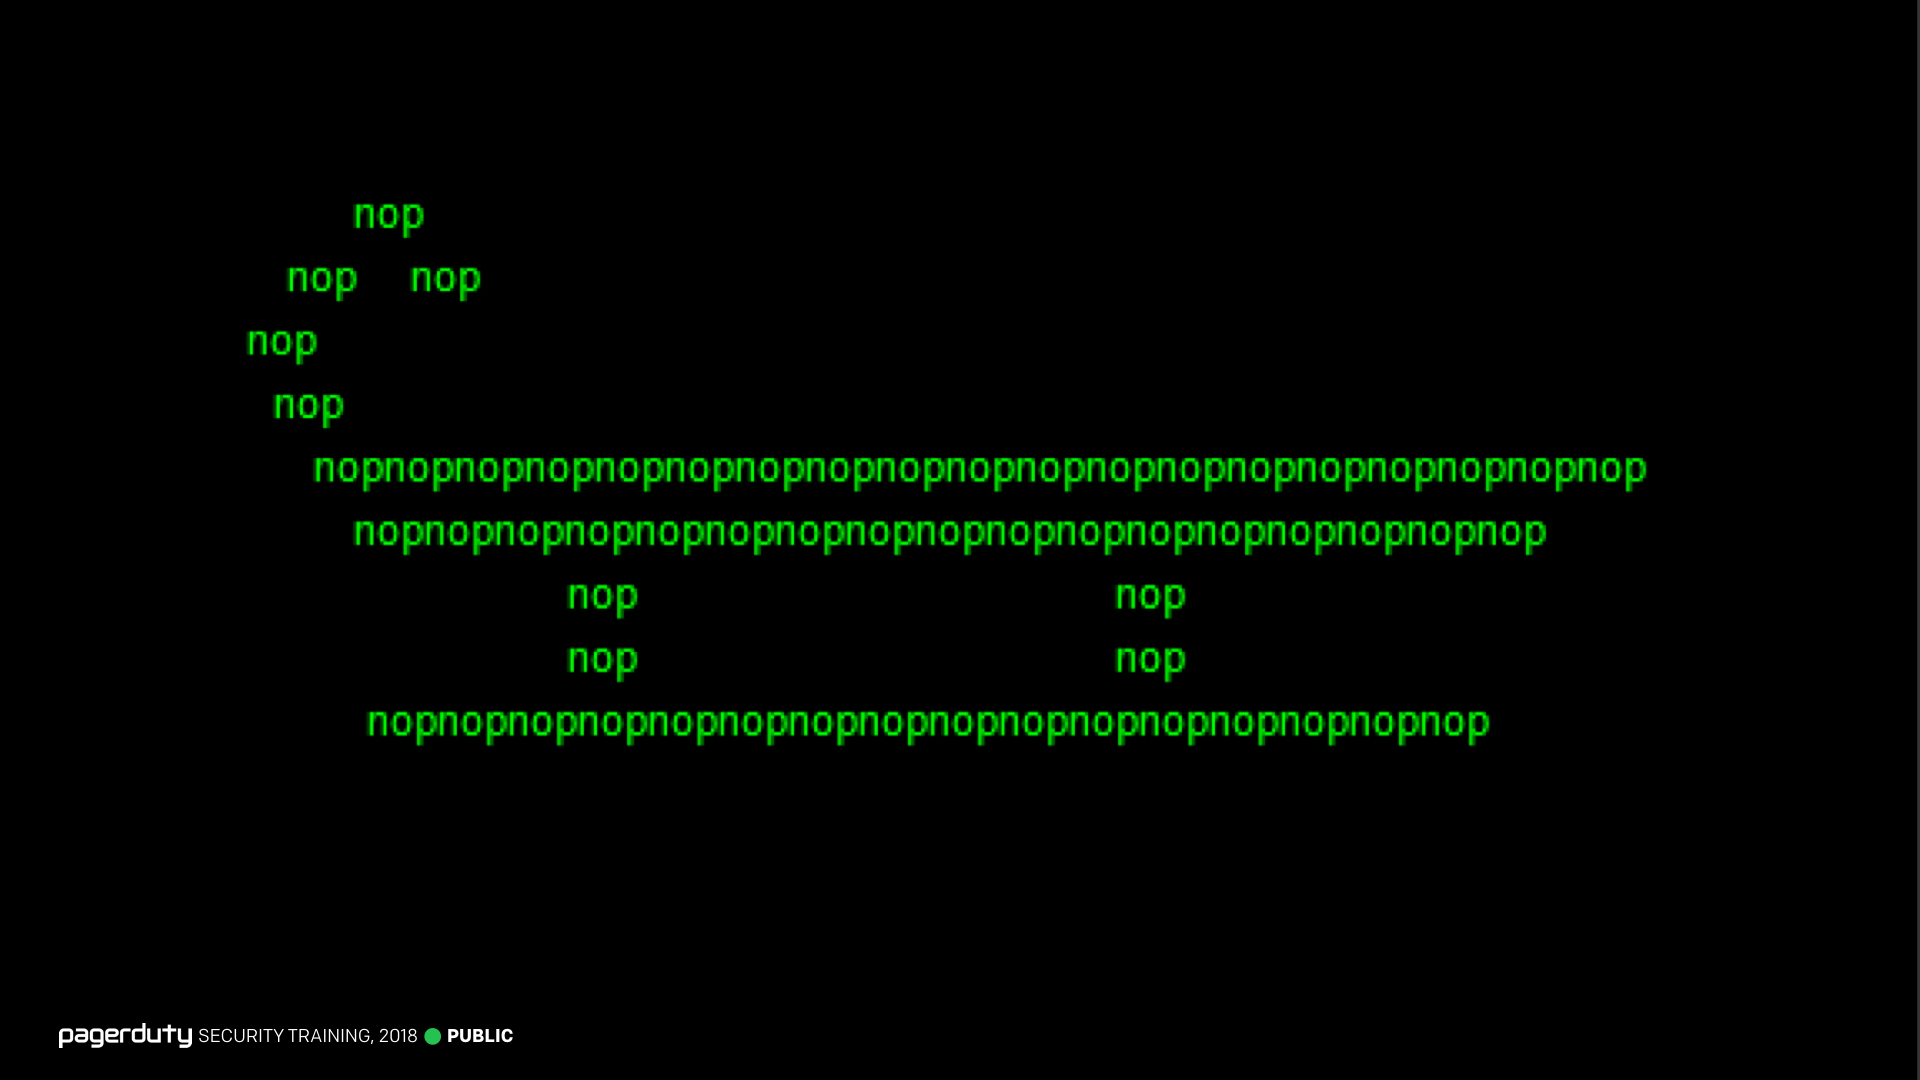 nop
nop nop
nop
nop
nopnopnopnopnopnopnopnopnopnopnopnopnopnopnopnopnopnopnop
nopnopnopnopnopnopnopnopnopnopnopnopnopnopnopnopnop
nop nop
nop nop
nopnopnopnopnopnopnopnopnopnopnopnopnopnopnopnop
pagerduty SECURITY TRAINING, 2018 PUBLIC